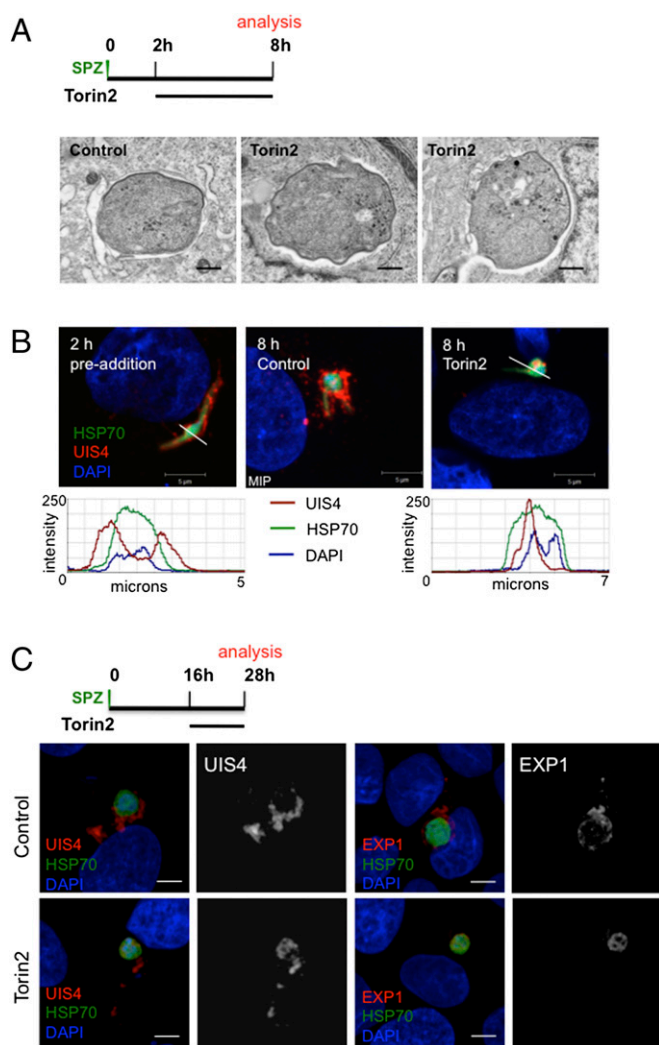 A
analysis
0 2h 8h
SPZ
Torin2
Control
Torin2
Torin2
B
2 h
pre-addition
HSP70
UIS4
DAPI
5 µm
8 h
Control
MIP
5 µm
8 h
Torin2
5 µm
250
intensity
0 microns 5
UIS4
HSP70
DAPI
250
intensity
0 microns 7
C
analysis
0 16h 28h
SPZ
Torin2
Control
UIS4
HSP70
DAPI
UIS4
EXP1
HSP70
DAPI
EXP1
Torin2
UIS4
HSP70
DAPI
EXP1
HSP70
DAPI